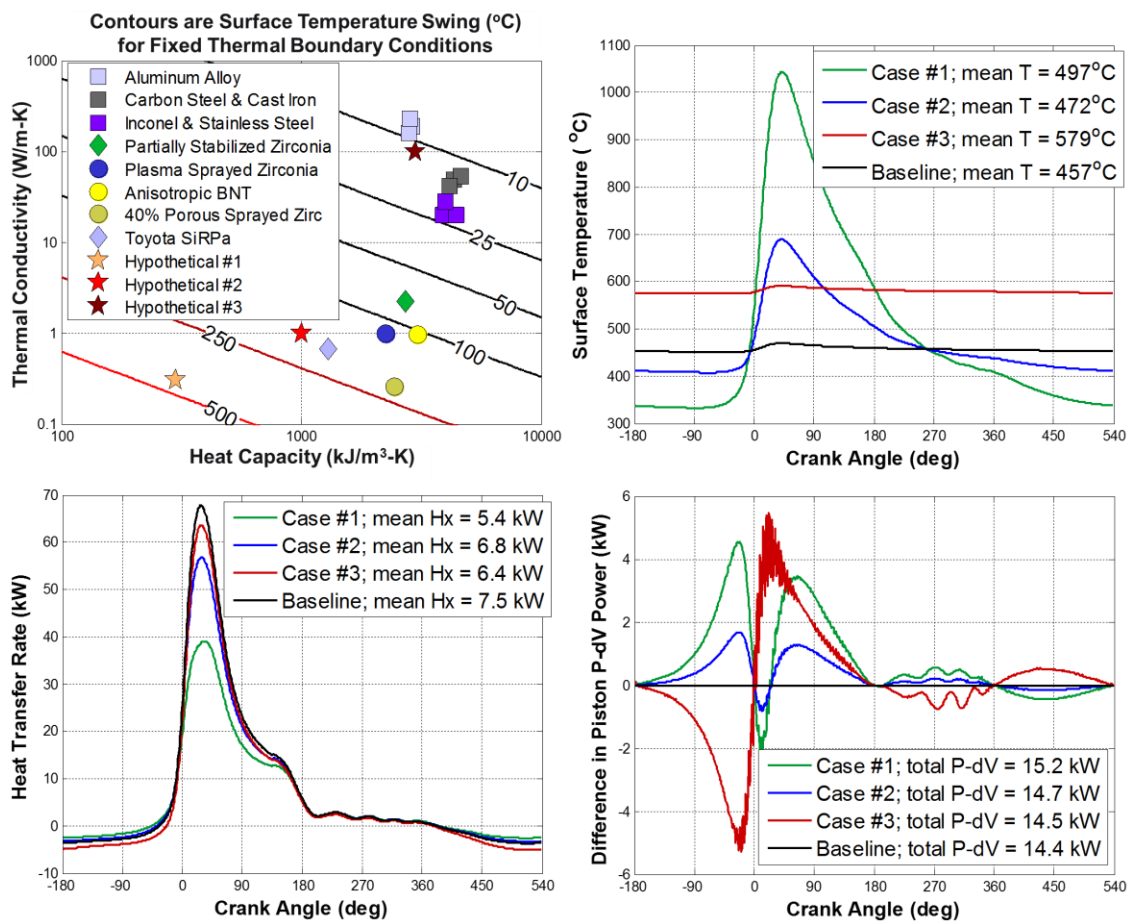 Contours are Surface Temperature Swing (°C)
for Fixed Thermal Boundary Conditions
Thermal Conductivity (W/m-K)
1000
100
10
1
0.1
Aluminum Alloy
Carbon Steel & Cast Iron
Inconel & Stainless Steel
Partially Stabilized Zirconia
Plasma Sprayed Zirconia
Anisotropic BNT
40% Porous Sprayed Zirc
Toyota SiRPa
Hypothetical #1
Hypothetical #2
Hypothetical #3
10
25
50
100
250
500
100 1000 10000
Heat Capacity (kJ/m³-K)
Surface Temperature (°C)
1100
1000
900
800
700
600
500
400
300
Case #1; mean T = 497°C
Case #2; mean T = 472°C
Case #3; mean T = 579°C
Baseline; mean T = 457°C
-180 -90 0 90 180 270 360 450 540
Crank Angle (deg)
Heat Transfer Rate (kW)
70
60
50
40
30
20
10
0
-10
Case #1; mean Hx = 5.4 kW
Case #2; mean Hx = 6.8 kW
Case #3; mean Hx = 6.4 kW
Baseline; mean Hx = 7.5 kW
-180 -90 0 90 180 270 360 450 540
Crank Angle (deg)
Difference in Piston P-dV Power (kW)
6
4
2
0
-2
-4
-6
Case #1; total P-dV = 15.2 kW
Case #2; total P-dV = 14.7 kW
Case #3; total P-dV = 14.5 kW
Baseline; total P-dV = 14.4 kW
-180 -90 0 90 180 270 360 450 540
Crank Angle (deg)